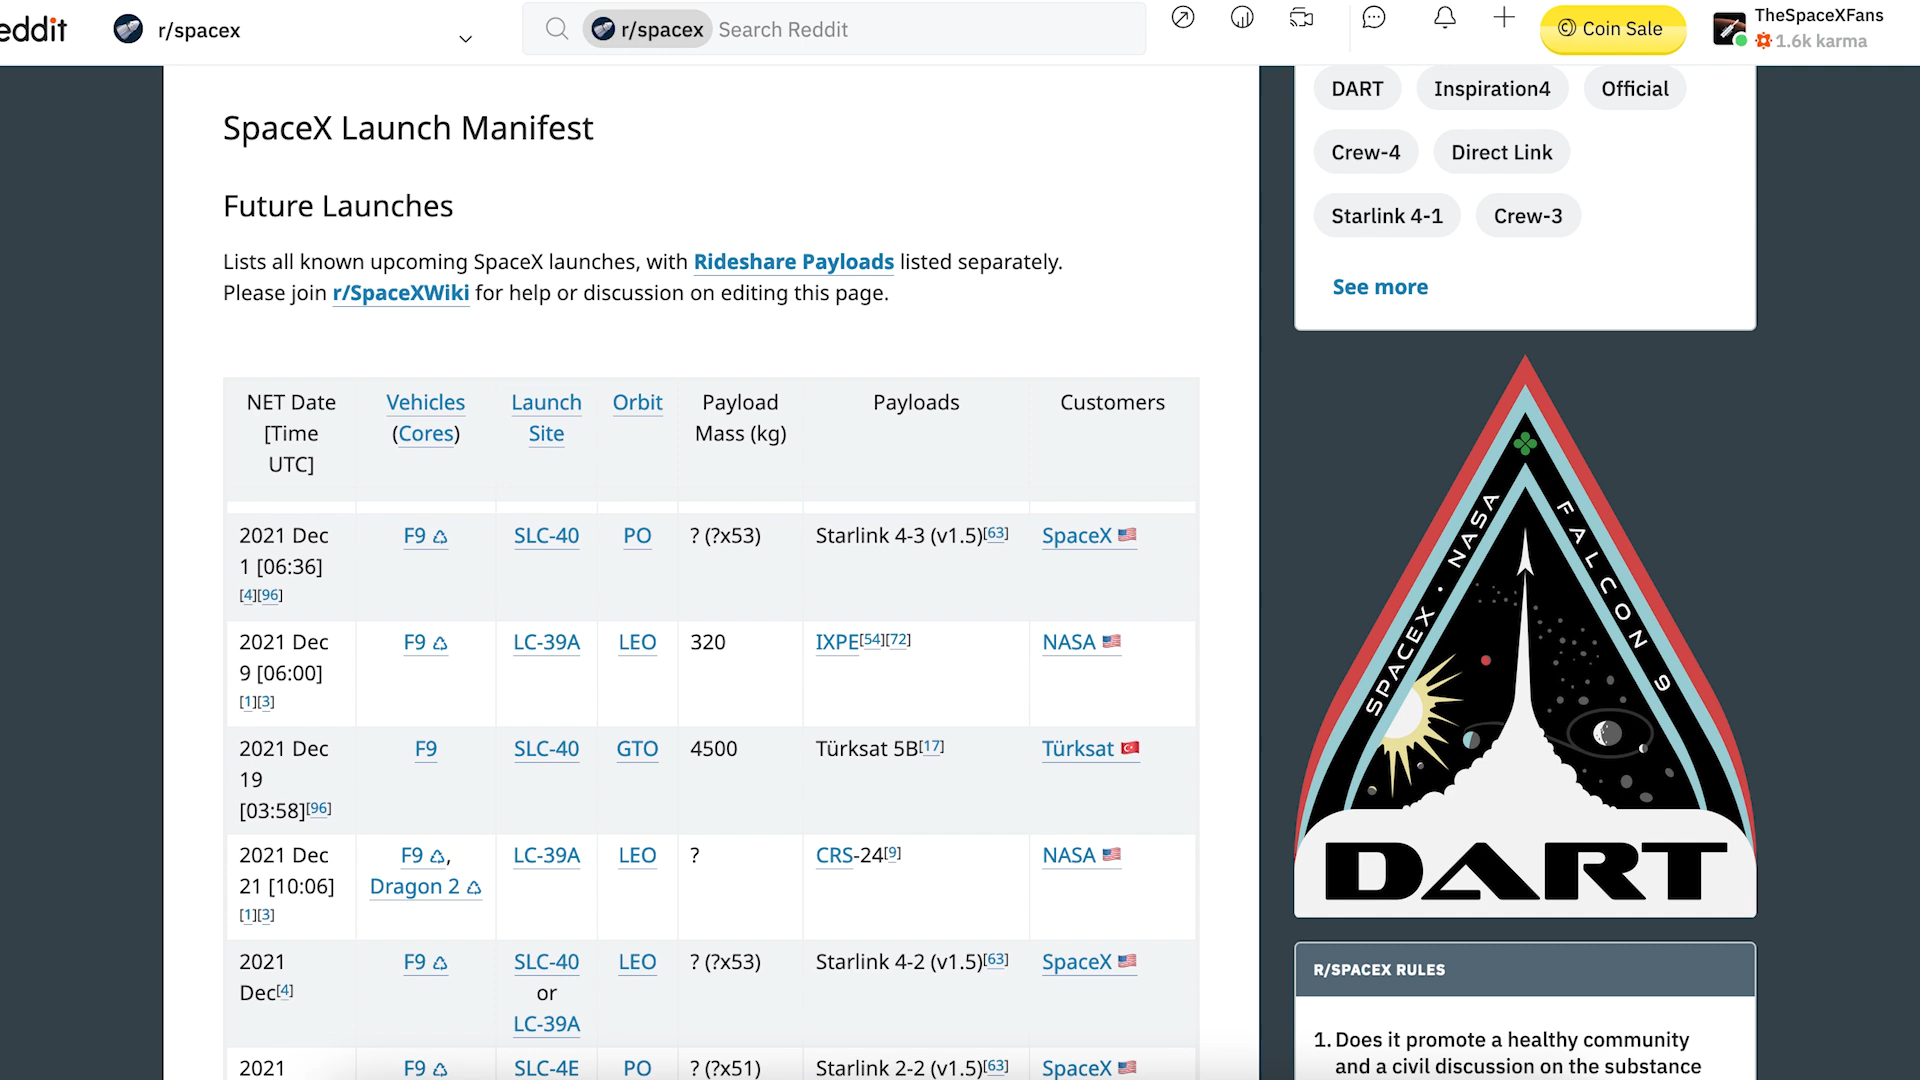 eddit
r/spacex
r/spacex Search Reddit
Coin Sale
TheSpaceXFans
1.6k karma
SpaceX Launch Manifest
Future Launches
Lists all known upcoming SpaceX launches, with Rideshare Payloads listed separately.
Please join r/SpaceXWiki for help or discussion on editing this page.
NET Date [Time UTC] Vehicles (Cores) Launch Site Orbit Payload Mass (kg) Payloads Customers
2021 Dec 1 [06:36] [4][96] F9 SLC-40 PO ? (?x53) Starlink 4-3 (v1.5)[63] SpaceX
2021 Dec 9 [06:00] [1][3] F9 LC-39A LEO 320 IXPE[54][72] NASA
2021 Dec 19 [03:58][96] F9 SLC-40 GTO 4500 Türksat 5B[17] Türksat
2021 Dec 21 [10:06] [1][3] F9, Dragon 2 LC-39A LEO ? CRS-24[9] NASA
2021 Dec[4] F9 SLC-40 or LC-39A LEO ? (?x53) Starlink 4-2 (v1.5)[63] SpaceX
2021 F9 SLC-4E PO ? (?x51) Starlink 2-2 (v1.5)[63] SpaceX
DART Inspiration4 Official
Crew-4 Direct Link
Starlink 4-1 Crew-3
See more
SPACEX • NASA
FALCON 9
DART
R/SPACEX RULES
1. Does it promote a healthy community
and a civil discussion on the substance